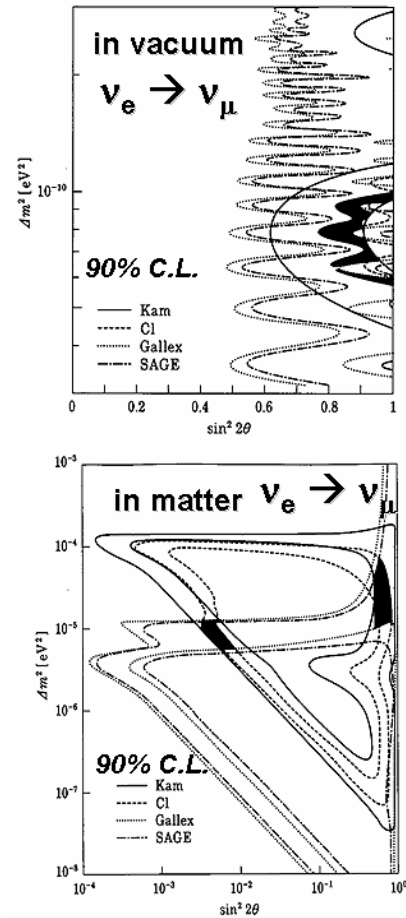 in vacuum
νe → νμ
Δm² [eV²]
10⁻¹⁰
90% C.L.
Kam
Cl
Gallex
SAGE
0 0.2 0.4 0.6 0.8 1
sin² 2θ
in matter νe → νμ
10⁻³
10⁻⁴
10⁻⁵
Δm² [eV²]
10⁻⁶
90% C.L.
10⁻⁷
Kam
Cl
Gallex
SAGE
10⁻⁸
10⁻⁴ 10⁻³ 10⁻² 10⁻¹ 10⁰
sin² 2θ